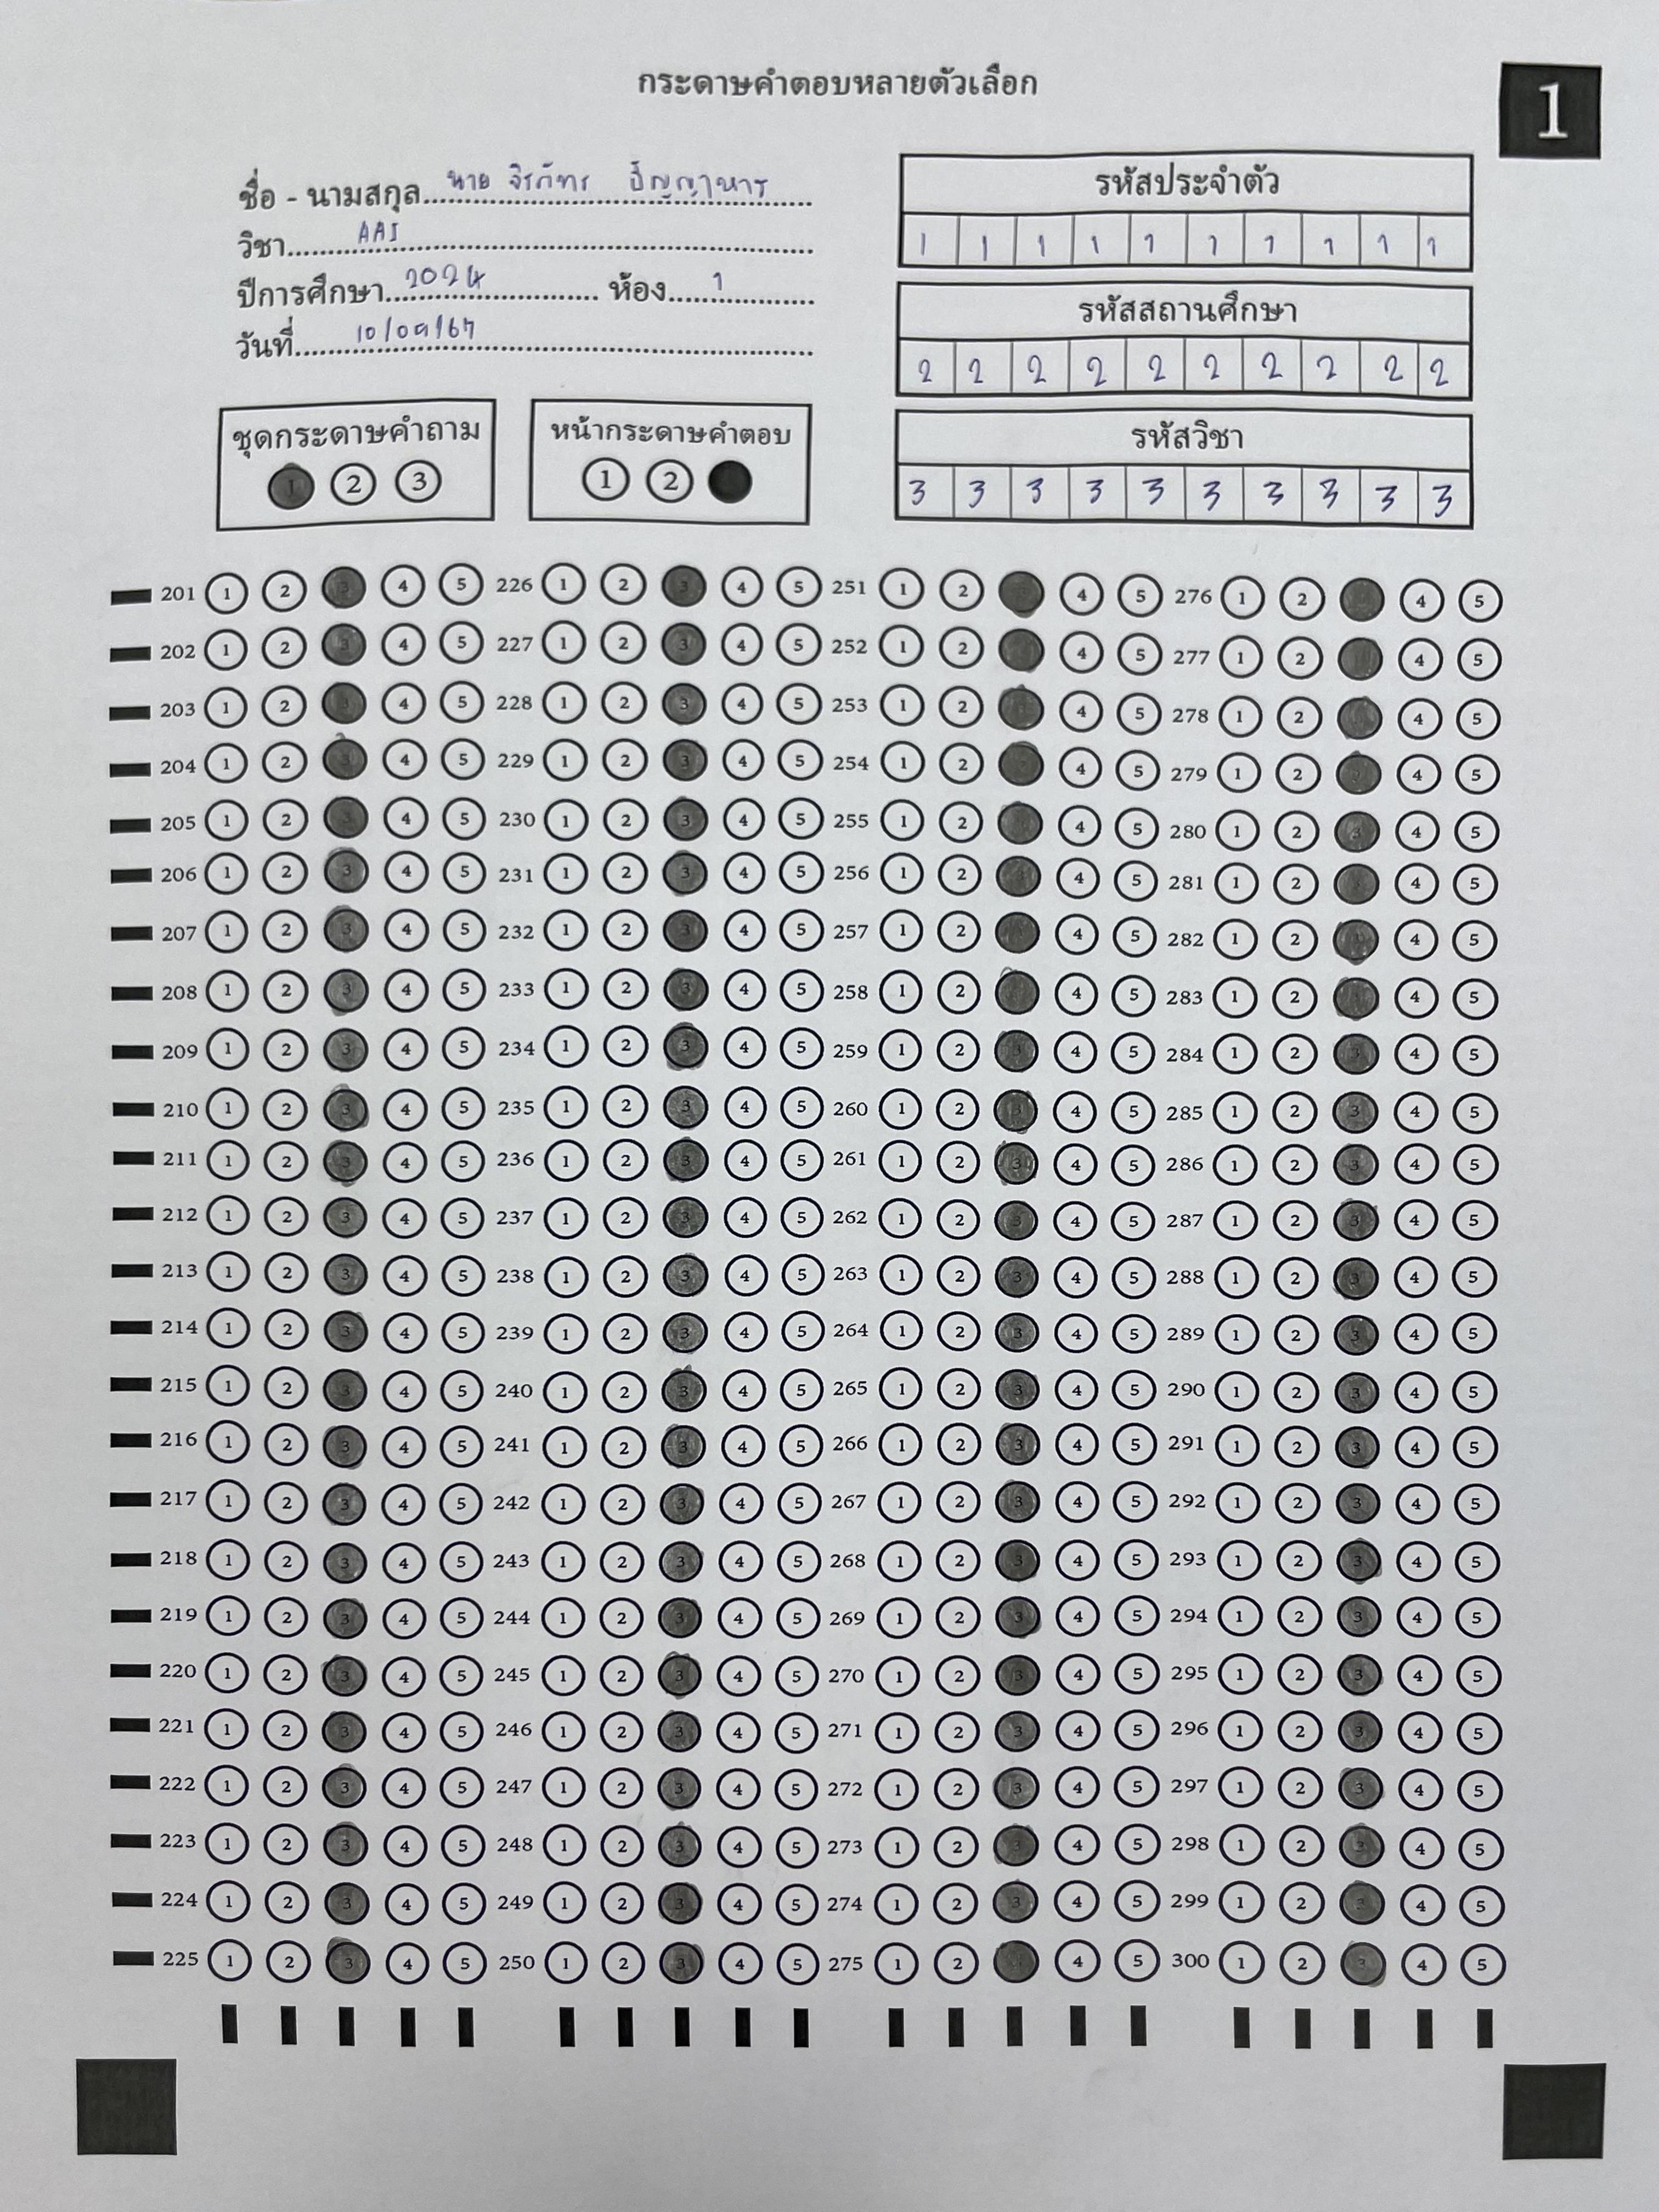 กระดาษคำตอบหลายตัวเลือก
1
ชื่อ - นามสกุล นาย จิรภัทร ปัญญาหาร
วิชา AAI
ปีการศึกษา 2024 ห้อง 1
วันที่ 10/09/67
รหัสประจำตัว
1 1 1 1 1 1 1 1 1 1
รหัสสถานศึกษา
2 2 2 2 2 2 2 2 2 2
รหัสวิชา
3 3 3 3 3 3 3 3 3 3
ชุดกระดาษคำถาม
1 2 3
หน้ากระดาษคำตอบ
1 2
201 1 2 3 4 5 226 1 2 3 4 5 251 1 2 4 5 276 1 2 4 5
202 1 2 3 4 5 227 1 2 3 4 5 252 1 2 4 5 277 1 2 4 5
203 1 2 3 4 5 228 1 2 3 4 5 253 1 2 4 5 278 1 2 4 5
204 1 2 3 4 5 229 1 2 3 4 5 254 1 2 4 5 279 1 2 4 5
205 1 2 3 4 5 230 1 2 3 4 5 255 1 2 4 5 280 1 2 3 4 5
206 1 2 3 4 5 231 1 2 3 4 5 256 1 2 4 5 281 1 2 3 4 5
207 1 2 3 4 5 232 1 2 3 4 5 257 1 2 4 5 282 1 2 4 5
208 1 2 3 4 5 233 1 2 3 4 5 258 1 2 4 5 283 1 2 4 5
209 1 2 3 4 5 234 1 2 3 4 5 259 1 2 3 4 5 284 1 2 3 4 5
210 1 2 3 4 5 235 1 2 3 4 5 260 1 2 3 4 5 285 1 2 3 4 5
211 1 2 3 4 5 236 1 2 3 4 5 261 1 2 3 4 5 286 1 2 3 4 5
212 1 2 3 4 5 237 1 2 3 4 5 262 1 2 3 4 5 287 1 2 3 4 5
213 1 2 3 4 5 238 1 2 3 4 5 263 1 2 3 4 5 288 1 2 3 4 5
214 1 2 3 4 5 239 1 2 3 4 5 264 1 2 3 4 5 289 1 2 3 4 5
215 1 2 3 4 5 240 1 2 3 4 5 265 1 2 3 4 5 290 1 2 3 4 5
216 1 2 3 4 5 241 1 2 3 4 5 266 1 2 3 4 5 291 1 2 3 4 5
217 1 2 3 4 5 242 1 2 3 4 5 267 1 2 3 4 5 292 1 2 3 4 5
218 1 2 3 4 5 243 1 2 3 4 5 268 1 2 3 4 5 293 1 2 3 4 5
219 1 2 3 4 5 244 1 2 3 4 5 269 1 2 3 4 5 294 1 2 3 4 5
220 1 2 3 4 5 245 1 2 3 4 5 270 1 2 3 4 5 295 1 2 3 4 5
221 1 2 3 4 5 246 1 2 3 4 5 271 1 2 3 4 5 296 1 2 3 4 5
222 1 2 3 4 5 247 1 2 3 4 5 272 1 2 3 4 5 297 1 2 3 4 5
223 1 2 3 4 5 248 1 2 3 4 5 273 1 2 3 4 5 298 1 2 3 4 5
224 1 2 3 4 5 249 1 2 3 4 5 274 1 2 3 4 5 299 1 2 3 4 5
225 1 2 3 4 5 250 1 2 3 4 5 275 1 2 4 5 300 1 2 3 4 5